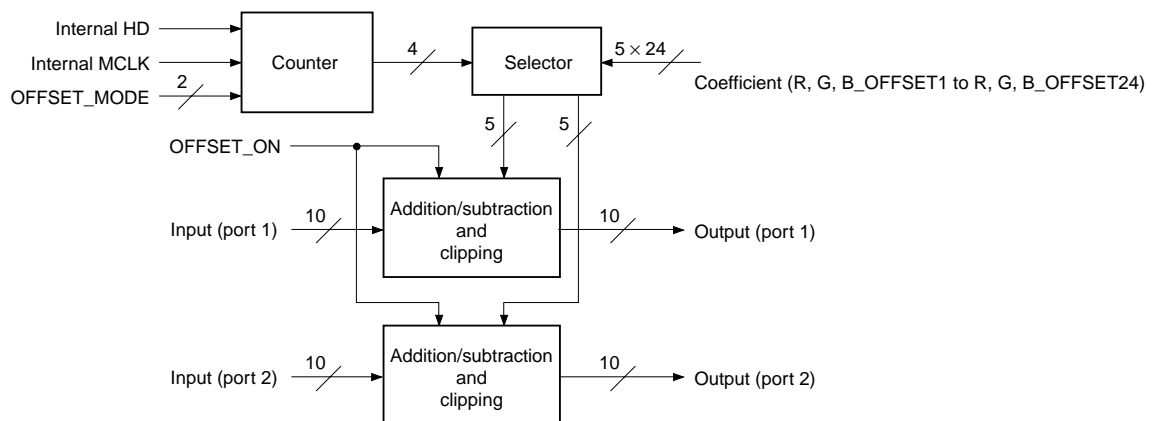 Internal HD
Internal MCLK
OFFSET_MODE
2
Counter
4
Selector
5 × 24
Coefficient (R, G, B_OFFSET1 to R, G, B_OFFSET24)
5
5
OFFSET_ON
Input (port 1)
10
Addition/subtraction
and
clipping
10
Output (port 1)
Input (port 2)
10
Addition/subtraction
and
clipping
10
Output (port 2)